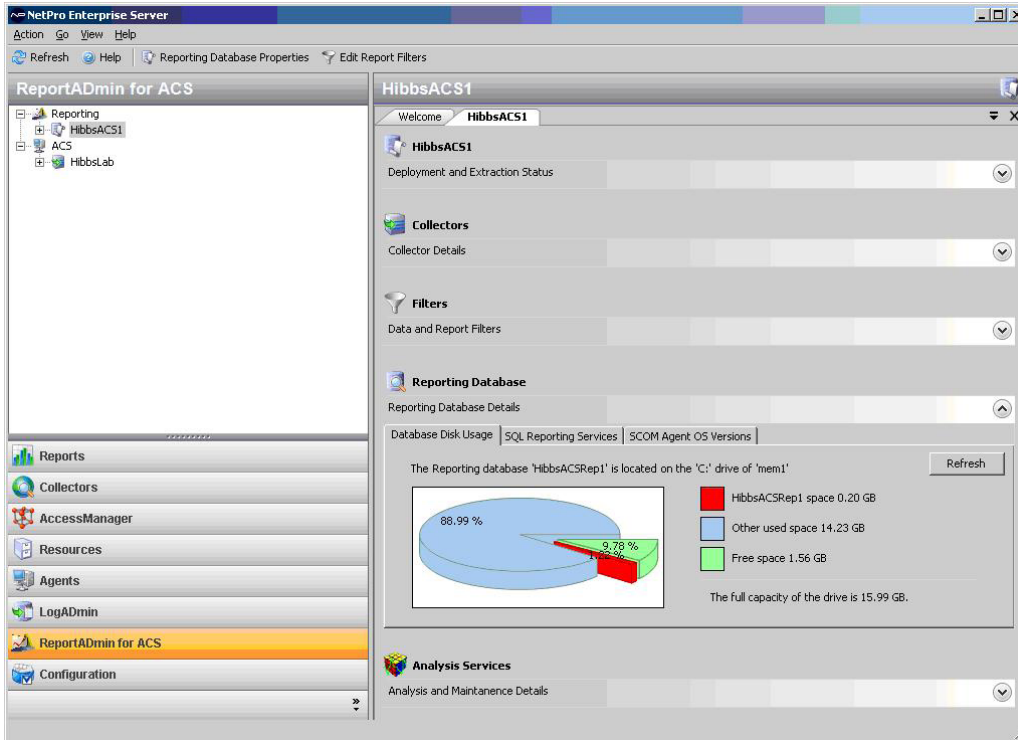 NetPro Enterprise Server
Action Go View Help
Refresh Help Reporting Database Properties Edit Report Filters
ReportADmin for ACS
Reporting
HibbsACS1
ACS
HibbsLab
Reports
Collectors
AccessManager
Resources
Agents
LogADmin
ReportADmin for ACS
Configuration
HibbsACS1
Welcome HibbsACS1
HibbsACS1
Deployment and Extraction Status
Collectors
Collector Details
Filters
Data and Report Filters
Reporting Database
Reporting Database Details
Database Disk Usage SQL Reporting Services SCOM Agent OS Versions
The Reporting database 'HibbsACSRep1' is located on the 'C:' drive of 'mem1'
Refresh
88.99 %
9.78 %
HibbsACSRep1 space 0.20 GB
Other used space 14.23 GB
Free space 1.56 GB
The full capacity of the drive is 15.99 GB.
Analysis Services
Analysis and Maintanence Details